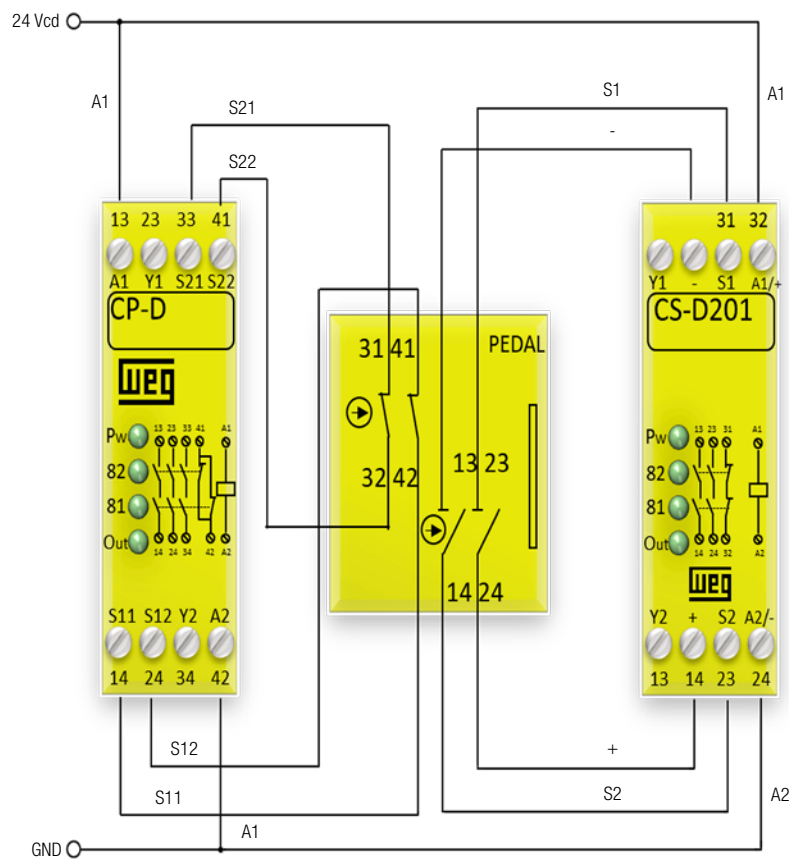 24 Vcd
A1
S21
S22
S1
-
A1
13 23 33 41
A1 Y1 S21 S22
CP-D
weg
Pw
82
81
Out
13 23 33 41 A1
14 24 34 42 A2
S11 S12 Y2 A2
14 24 34 42
31 41 PEDAL
32 42
13 23
14 24
31 32
Y1 - S1 A1/+
CS-D201
Pw
82
81
Out
13 23 31 A1
14 24 32 A2
weg
Y2 + S2 A2/-
13 14 23 24
S12
S11
A1
+
S2
A2
GND